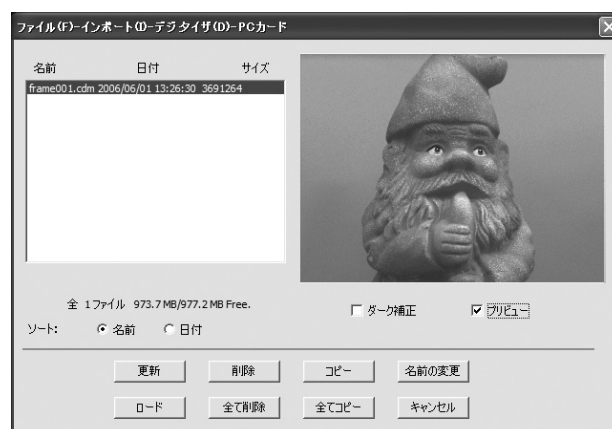 ファイル(F)-インポート(I)-デジタイザ(D)-PCカード
名前 日付 サイズ
frame001.cdm 2006/06/01 13:26:30 3691264
全 1ファイル 973.7 MB/977.2 MB Free.
ダーク補正 プリビュー
ソート: 名前 日付
更新 削除 コピー 名前の変更
ロード 全て削除 全てコピー キャンセル